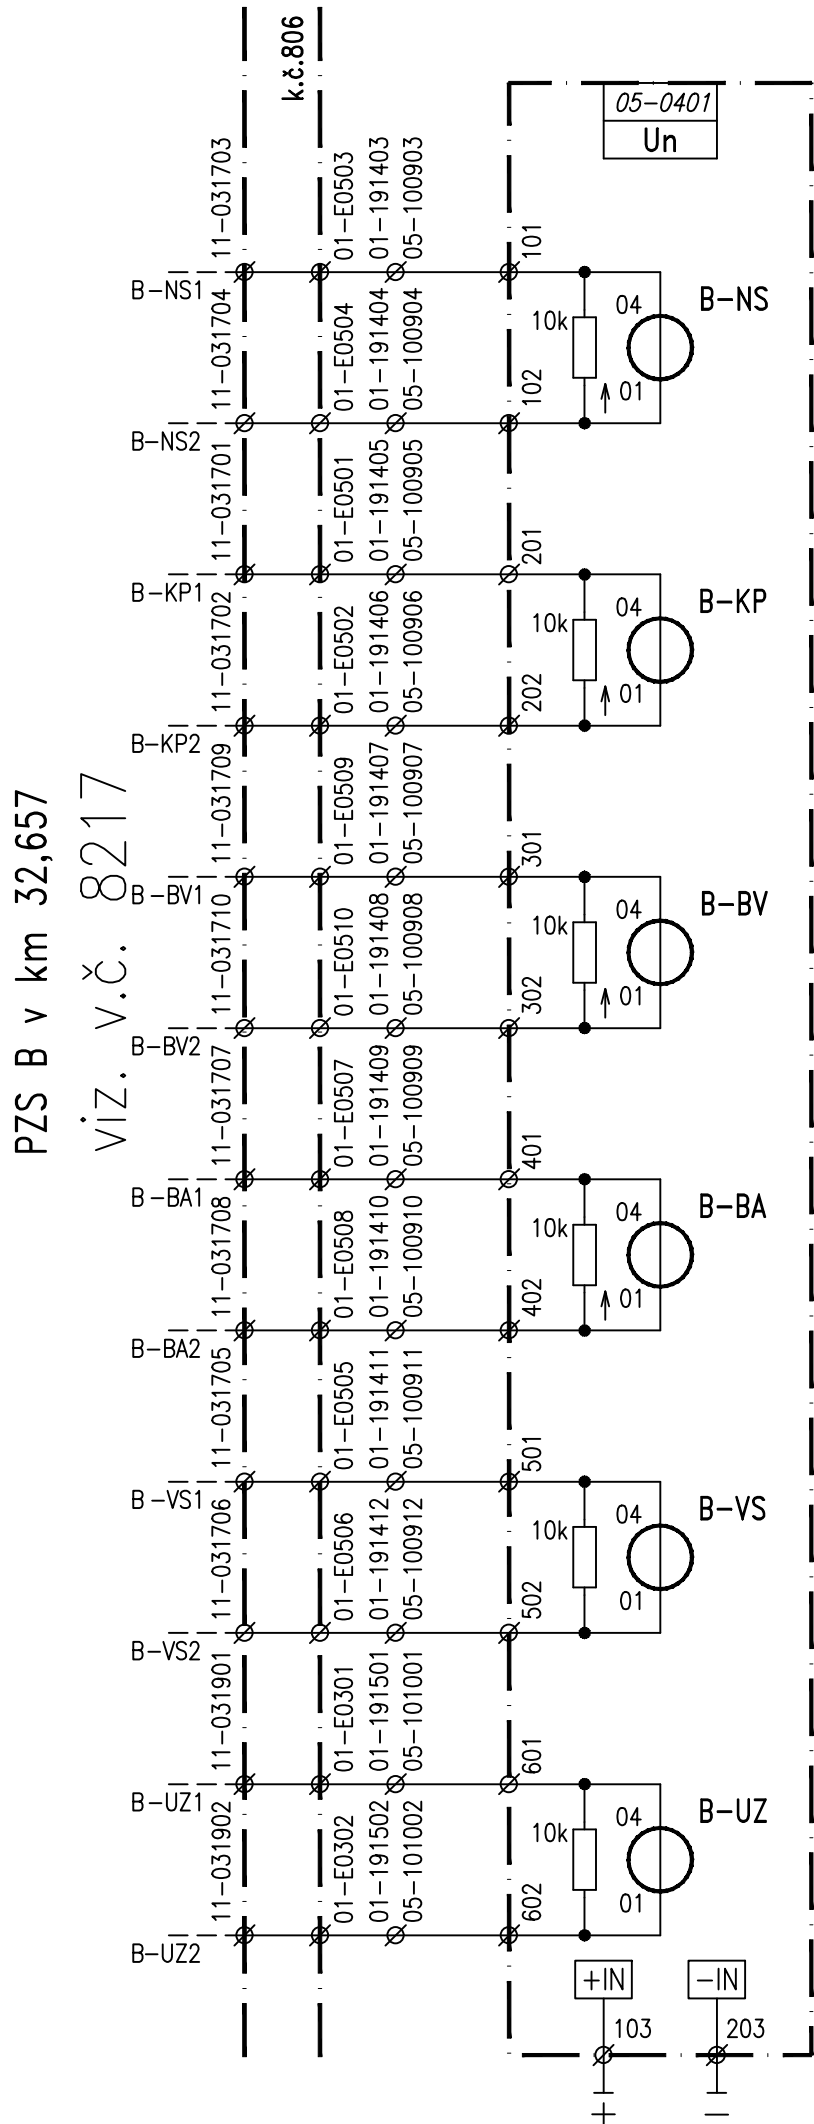 k.č.806
05-0401
Un
PZS B v km 32,657
viz. v.č. 8217
11-031703
01-E0503
01-191403
05-100903
101
B-NS1
10k
04
01
B-NS
11-031704
01-E0504
01-191404
05-100904
102
B-NS2
11-031701
01-E0501
01-191405
05-100905
201
B-KP1
10k
04
01
B-KP
11-031702
01-E0502
01-191406
05-100906
202
B-KP2
11-031709
01-E0509
01-191407
05-100907
301
B-BV1
10k
04
01
B-BV
11-031710
01-E0510
01-191408
05-100908
302
B-BV2
11-031707
01-E0507
01-191409
05-100909
401
B-BA1
10k
04
01
B-BA
11-031708
01-E0508
01-191410
05-100910
402
B-BA2
11-031705
01-E0505
01-191411
05-100911
501
B-VS1
10k
04
01
B-VS
11-031706
01-E0506
01-191412
05-100912
502
B-VS2
11-031901
01-E0301
01-191501
05-101001
601
B-UZ1
10k
04
01
B-UZ
11-031902
01-E0302
01-191502
05-101002
602
B-UZ2
+IN
-IN
103
203
+
-